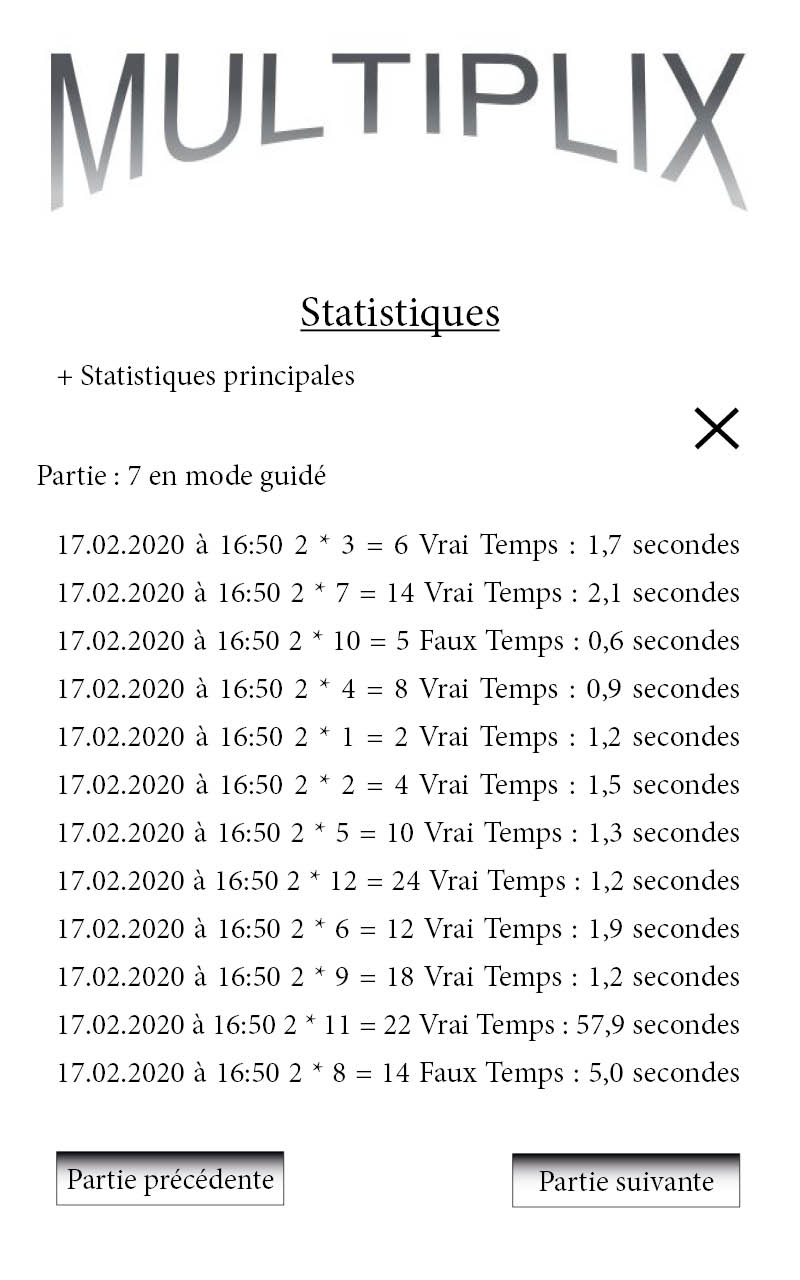 MULTIPLIX
Statistiques
+ Statistiques principales
Partie : 7 en mode guidé
17.02.2020 à 16:50 2 * 3 = 6 Vrai Temps : 1,7 secondes
17.02.2020 à 16:50 2 * 7 = 14 Vrai Temps : 2,1 secondes
17.02.2020 à 16:50 2 * 10 = 5 Faux Temps : 0,6 secondes
17.02.2020 à 16:50 2 * 4 = 8 Vrai Temps : 0,9 secondes
17.02.2020 à 16:50 2 * 1 = 2 Vrai Temps : 1,2 secondes
17.02.2020 à 16:50 2 * 2 = 4 Vrai Temps : 1,5 secondes
17.02.2020 à 16:50 2 * 5 = 10 Vrai Temps : 1,3 secondes
17.02.2020 à 16:50 2 * 12 = 24 Vrai Temps : 1,2 secondes
17.02.2020 à 16:50 2 * 6 = 12 Vrai Temps : 1,9 secondes
17.02.2020 à 16:50 2 * 9 = 18 Vrai Temps : 1,2 secondes
17.02.2020 à 16:50 2 * 11 = 22 Vrai Temps : 57,9 secondes
17.02.2020 à 16:50 2 * 8 = 14 Faux Temps : 5,0 secondes
Partie précédente
Partie suivante